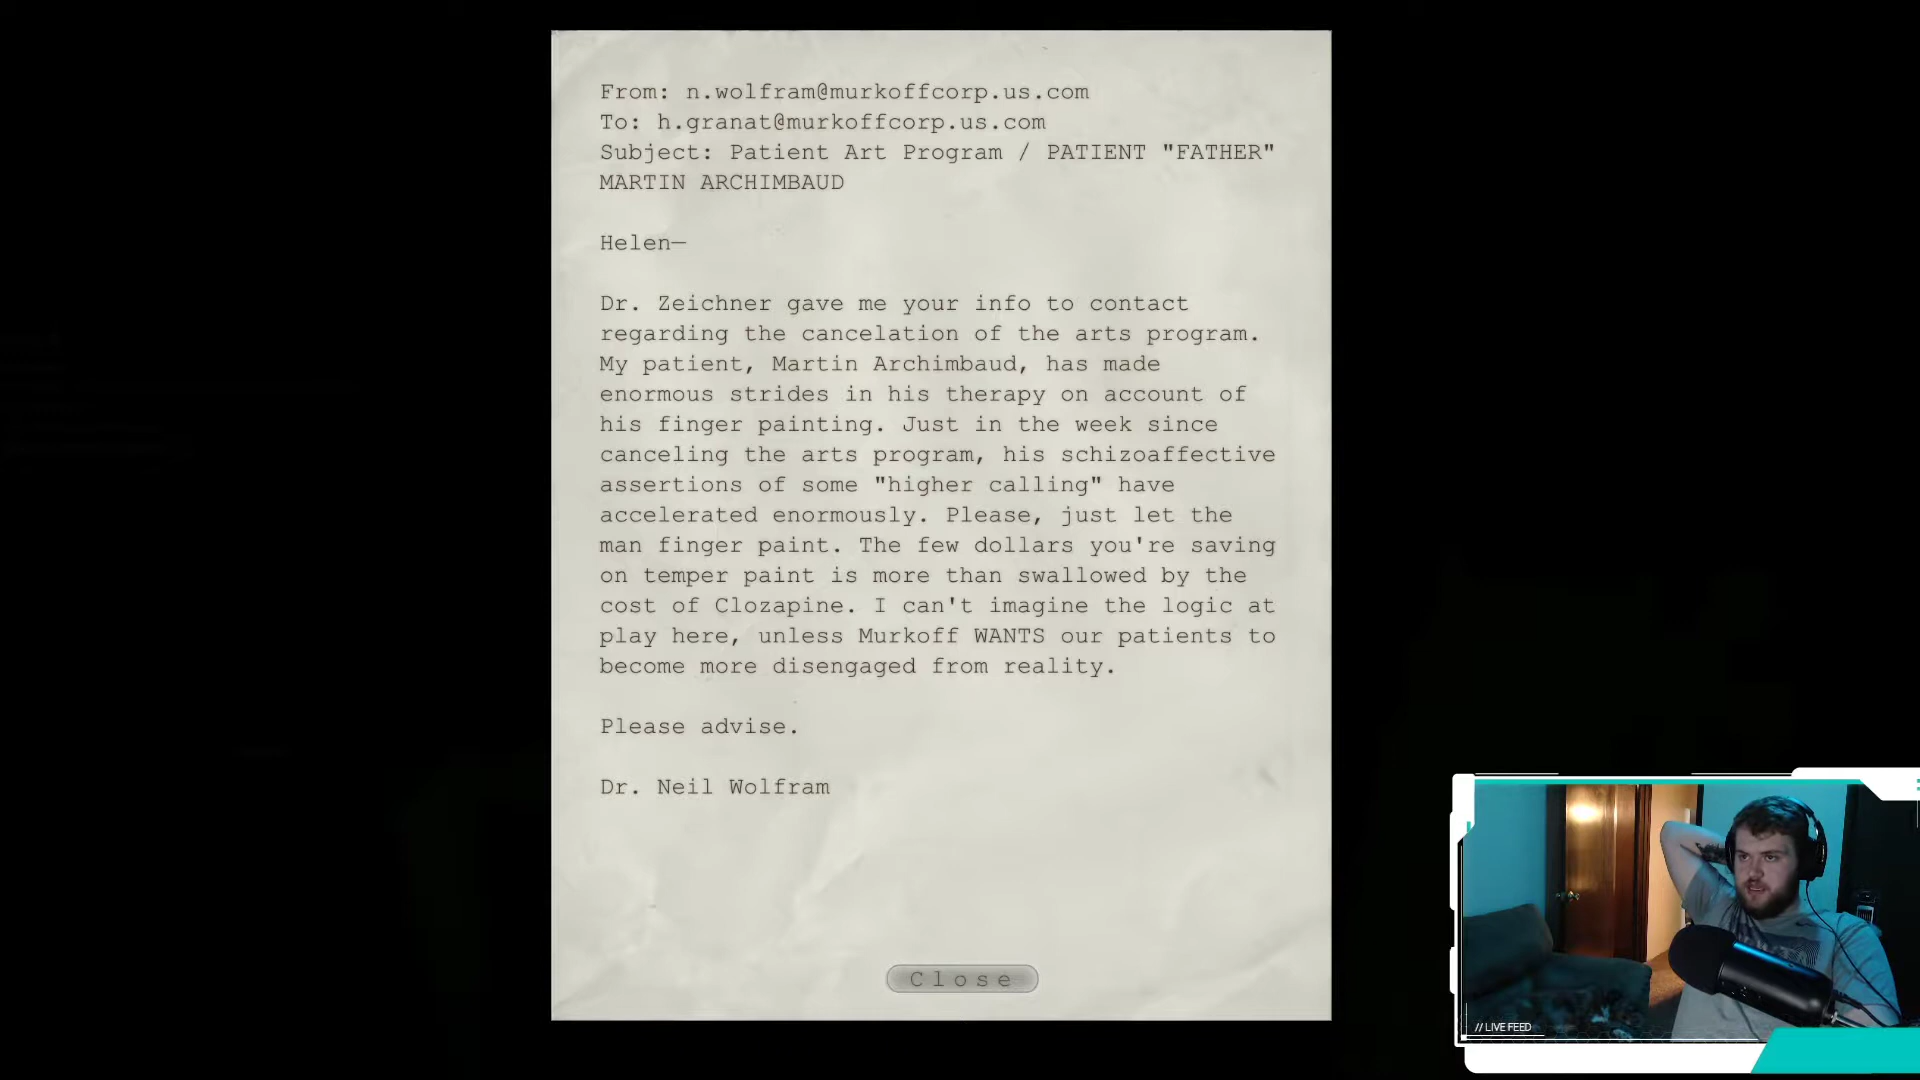 From: n.wolfram@murkoffcorp.us.com
To: h.granat@murkoffcorp.us.com
Subject: Patient Art Program / PATIENT "FATHER"
MARTIN ARCHIMBAUD
Helen—
Dr. Zeichner gave me your info to contact
regarding the cancelation of the arts program.
My patient, Martin Archimbaud, has made
enormous strides in his therapy on account of
his finger painting. Just in the week since
canceling the arts program, his schizoaffective
assertions of some "higher calling" have
accelerated enormously. Please, just let the
man finger paint. The few dollars you're saving
on temper paint is more than swallowed by the
cost of Clozapine. I can't imagine the logic at
play here, unless Murkoff WANTS our patients to
become more disengaged from reality.
Please advise.
Dr. Neil Wolfram
Close
// LIVE FEED